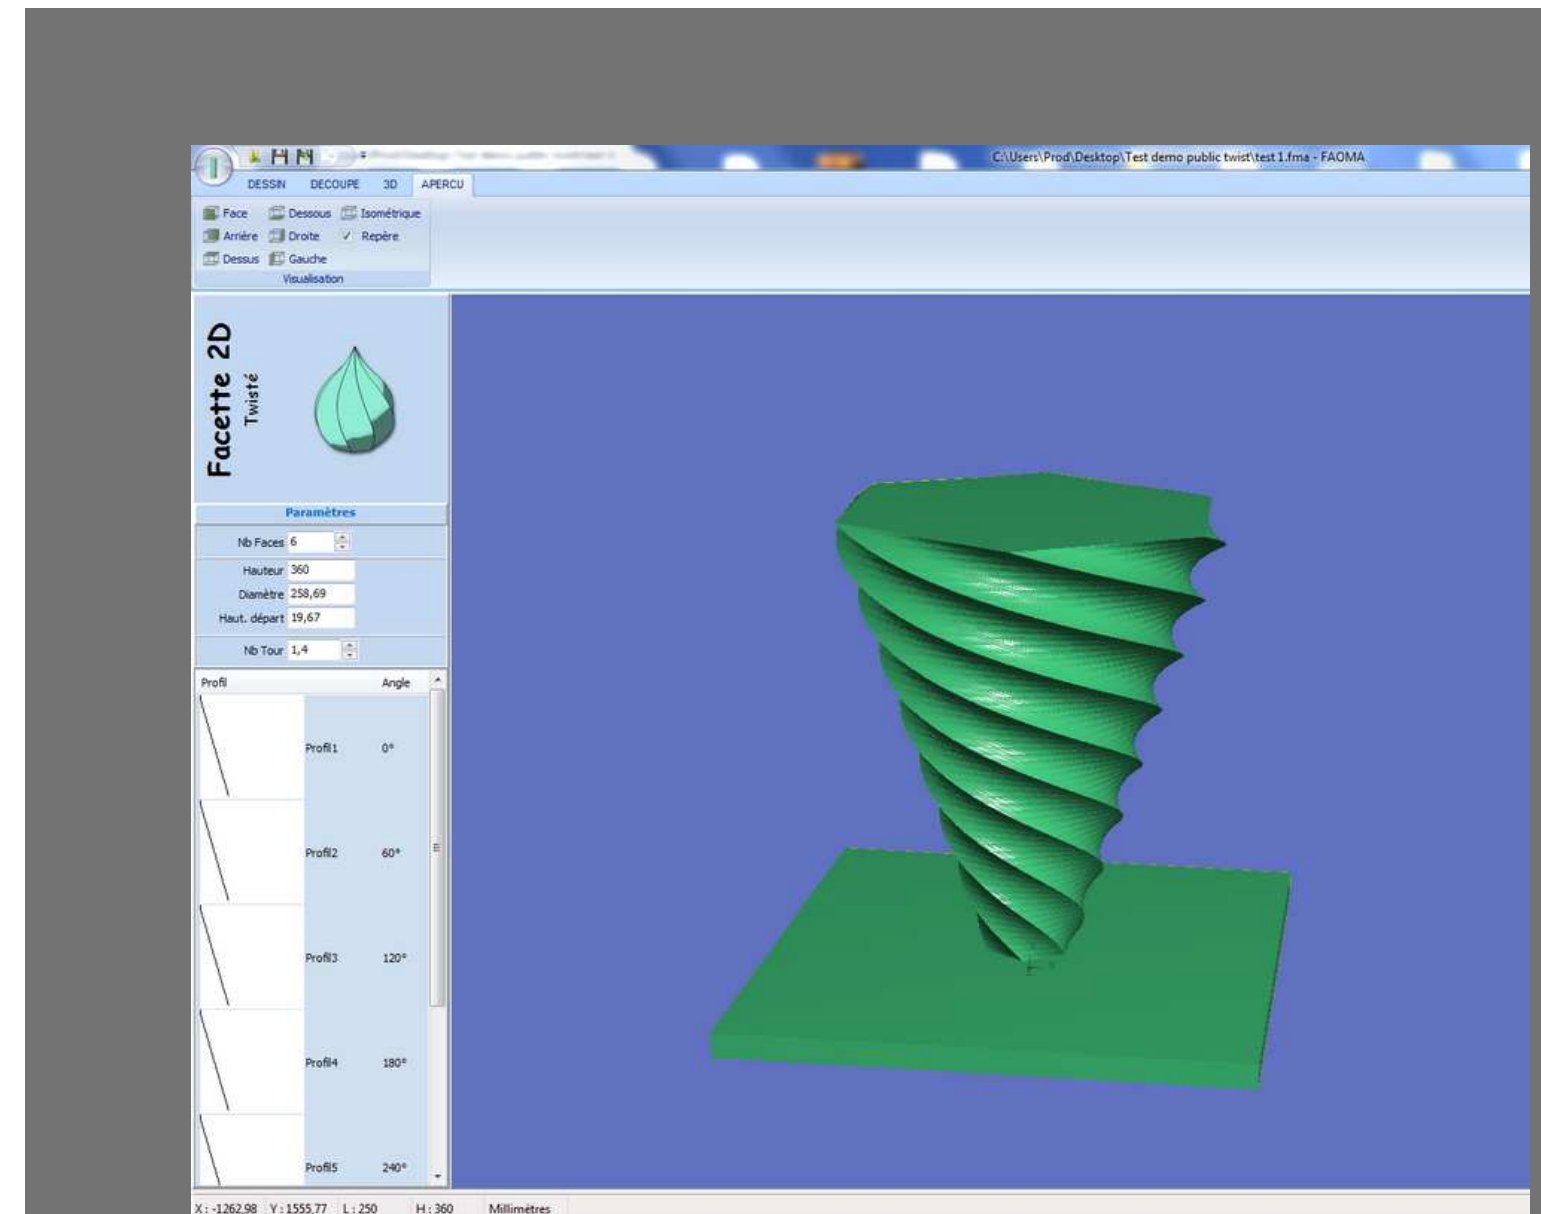 C:\Users\Prod\Desktop\Test demo public twist\test 1.fma - FAOMA
DESSIN DECOUPE 3D APERCU
Face Dessous Isométrique
Arrière Droite Repère
Dessus Gauche
Visualisation
Facette 2D
Twisté
Paramètres
Nb Faces 6
Hauteur 360
Diamètre 258,69
Haut. départ 19,67
Nb Tour 1,4
Profil Angle
Profil1 0°
Profil2 60°
Profil3 120°
Profil4 180°
Profil5 240°
X : -1262.98 Y : 1555.77 L : 250 H : 360 Millimétres